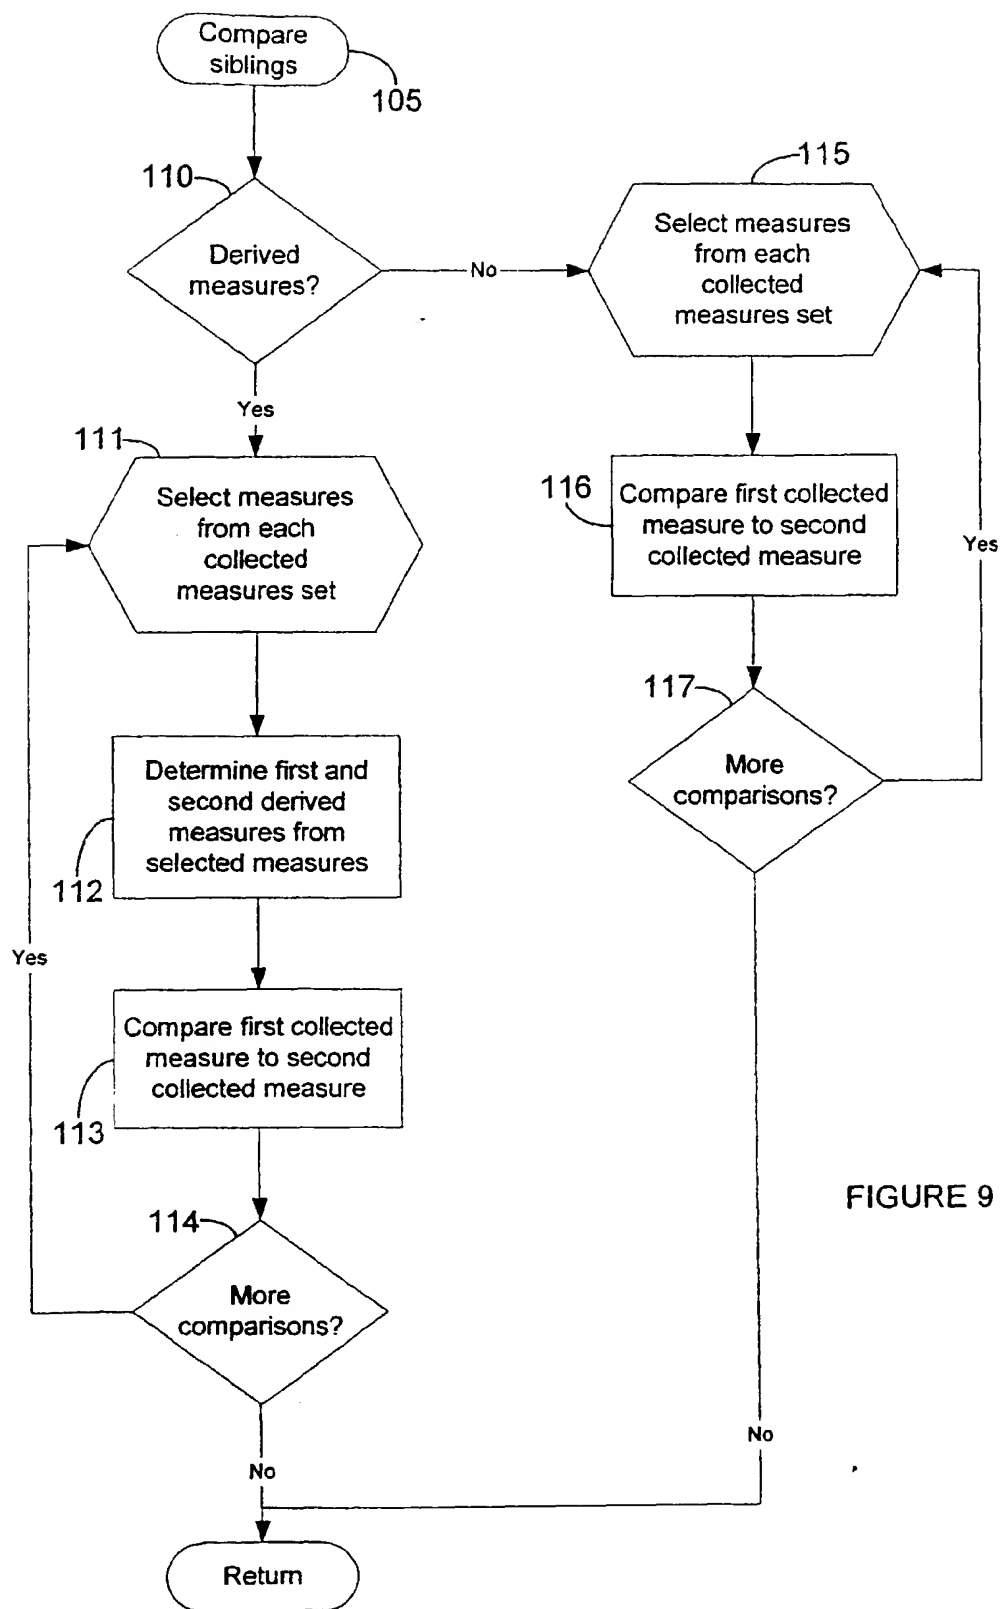 Compare
siblings
105
110
Derived
measures?
No
115
Select measures
from each
collected
measures set
Yes
111
Select measures
from each
collected
measures set
116
Compare first collected
measure to second
collected measure
Yes
117
More
comparisons?
Determine first and
second derived
measures from
selected measures
112
Yes
Compare first collected
measure to second
collected measure
113
114
More
comparisons?
FIGURE 9
No
No
Return